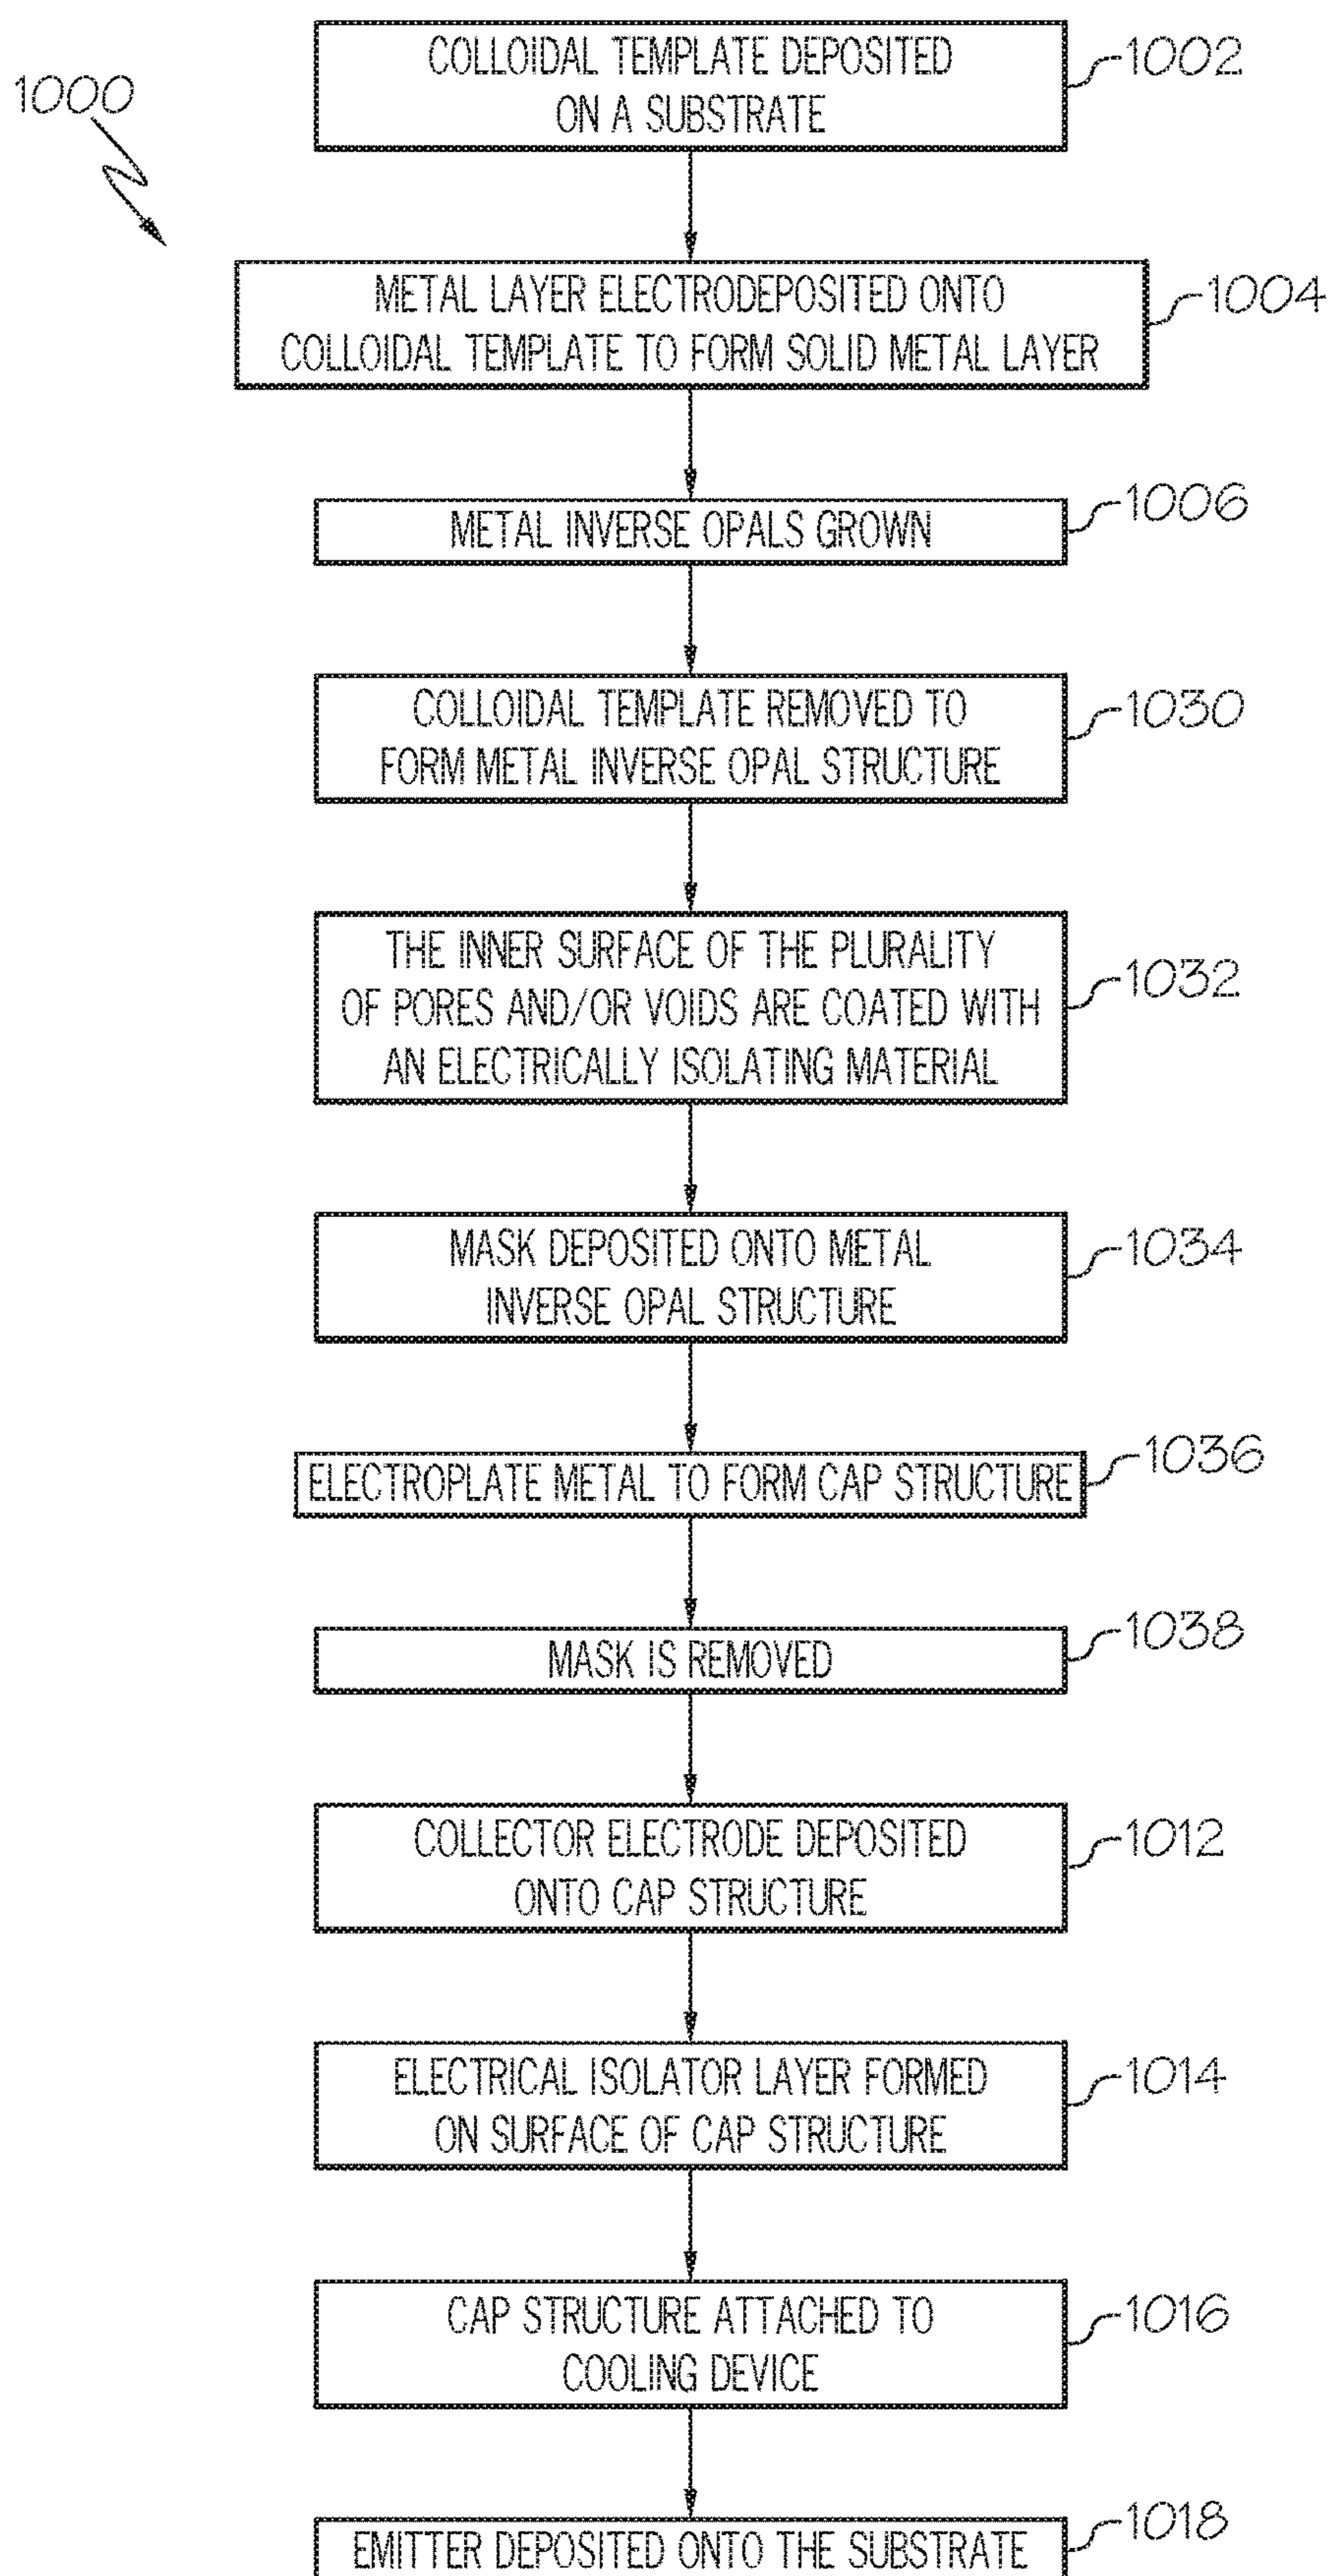 1000
COLLOIDAL TEMPLATE DEPOSITED
ON A SUBSTRATE
1002
METAL LAYER ELECTRODEPOSITED ONTO
COLLOIDAL TEMPLATE TO FORM SOLID METAL LAYER
1004
METAL INVERSE OPALS GROWN
1006
COLLOIDAL TEMPLATE REMOVED TO
FORM METAL INVERSE OPAL STRUCTURE
1030
THE INNER SURFACE OF THE PLURALITY
OF PORES AND/OR VOIDS ARE COATED WITH
AN ELECTRICALLY ISOLATING MATERIAL
1032
MASK DEPOSITED ONTO METAL
INVERSE OPAL STRUCTURE
1034
ELECTROPLATE METAL TO FORM CAP STRUCTURE
1036
MASK IS REMOVED
1038
COLLECTOR ELECTRODE DEPOSITED
ONTO CAP STRUCTURE
1012
ELECTRICAL ISOLATOR LAYER FORMED
ON SURFACE OF CAP STRUCTURE
1014
CAP STRUCTURE ATTACHED TO
COOLING DEVICE
1016
EMITTER DEPOSITED ONTO THE SUBSTRATE
1018